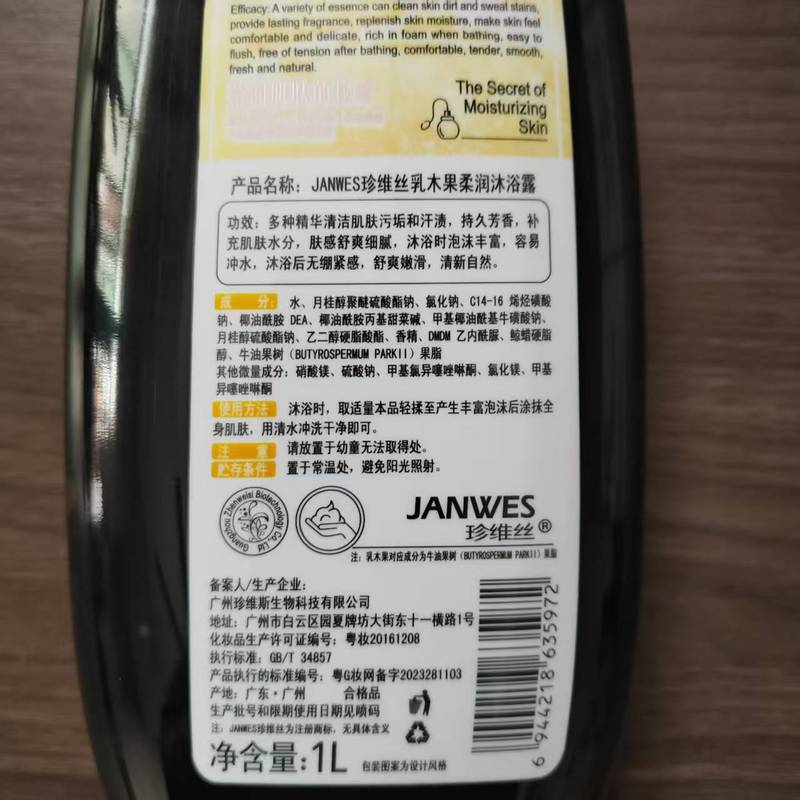 Efficacy: A variety of essence can clean skin dirt and sweat stains,
provide lasting fragrance, replenish skin moisture, make skin feel
comfortable and delicate, rich in foam when bathing, easy to
flush, free of tension after bathing, comfortable, tender, smooth,
fresh and natural.
The Secret of
Moisturizing
Skin
产品名称：JANWES珍维丝乳木果柔润沐浴露
功效：多种精华清洁肌肤污垢和汗渍，持久芳香，补
充肌肤水分，肤感舒爽细腻，沐浴时泡沫丰富，容易
冲水，沐浴后无绷紧感，舒爽嫩滑，清新自然。
成 分：水、月桂醇聚醚硫酸酯钠、氯化钠、C14-16 烯烃磺酸
钠、椰油酰胺 DEA、椰油酰胺丙基甜菜碱、甲基椰油酰基牛磺酸钠、
月桂醇硫酸酯钠、乙二醇硬脂酸酯、香精、DMDM 乙内酰脲、鲸蜡硬脂
醇、牛油果树（BUTYROSPERMUM PARKII）果脂
其他微量成分：硝酸镁、硫酸钠、甲基氯异噻唑啉酮、氯化镁、甲基
异噻唑啉酮
使用方法 沐浴时，取适量本品轻揉至产生丰富泡沫后涂抹全
身肌肤，用清水冲洗干净即可。
注 意 请放置于幼童无法取得处。
贮存条件 置于常温处，避免阳光照射。
Guangzhou Zhenweisi Biotechnology Co., Ltd
JANWES
珍维丝®
注：乳木果对应成分为牛油果树（BUTYROSPERMUM PARKII）果脂
备案人/生产企业：
广州珍维斯生物科技有限公司
地址：广州市白云区园夏牌坊大街东十一横路1号
化妆品生产许可证编号：粤妆20161208
执行标准：GB/T 34857
产品执行的标准编号：粤G妆网备字2023281103
产地：广东·广州 合格品
生产批号和限期使用日期见喷码
注：JANWES珍维丝为注册商标，无具体含义
净含量：1L 包装图案为设计风格
6 944218 635972